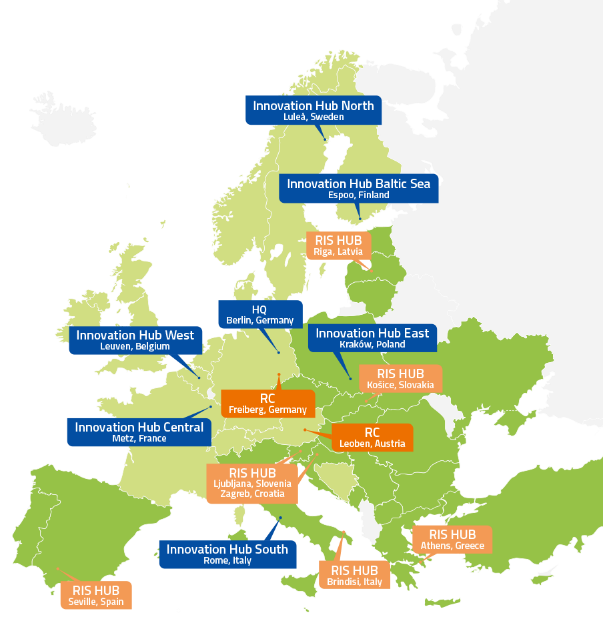 Innovation Hub North
Luleå, Sweden
Innovation Hub Baltic Sea
Espoo, Finland
RIS HUB
Riga, Latvia
HQ
Berlin, Germany
Innovation Hub West
Leuven, Belgium
Innovation Hub East
Kraków, Poland
RIS HUB
Košice, Slovakia
RC
Freiberg, Germany
Innovation Hub Central
Metz, France
RC
Leoben, Austria
RIS HUB
Ljubljana, Slovenia
Zagreb, Croatia
Innovation Hub South
Rome, Italy
RIS HUB
Athens, Greece
RIS HUB
Brindisi, Italy
RIS HUB
Seville, Spain